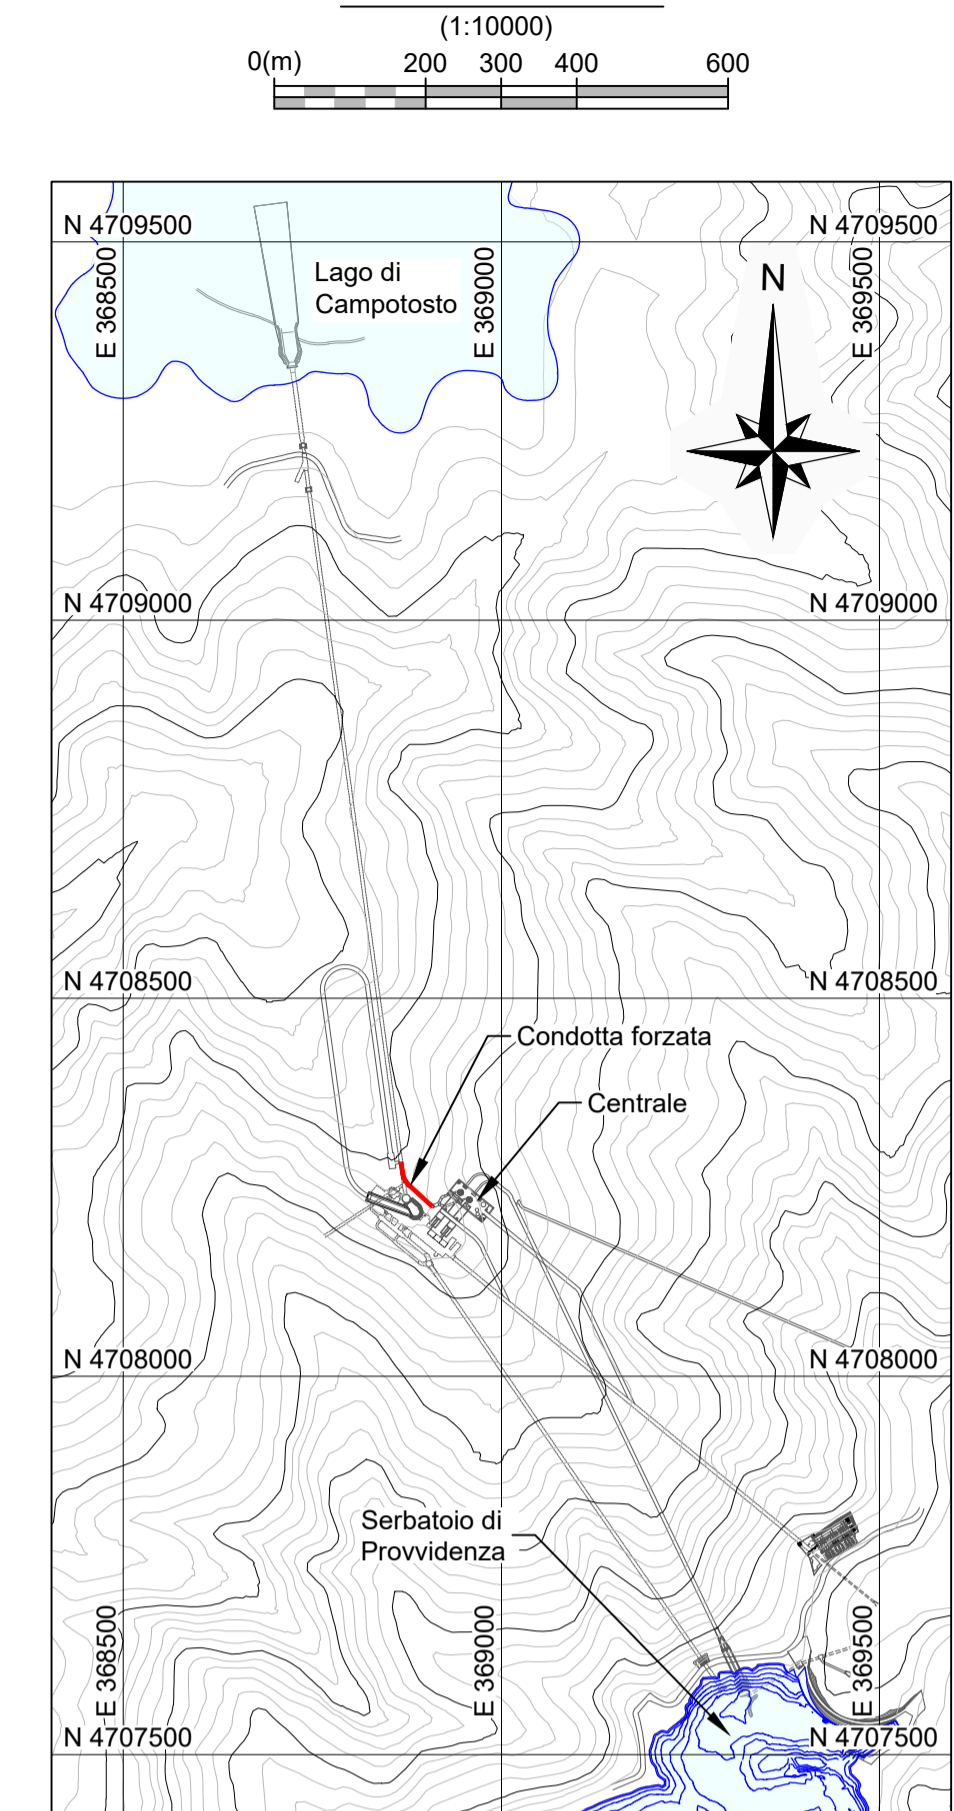 (1:10000)
0(m) 200 300 400 600
N 4709500 N 4709500
E 368500 E 369000 E 369500
Lago di
Campotosto
N
N 4709000 N 4709000
N 4708500 N 4708500
Condotta forzata
Centrale
N 4708000 N 4708000
Serbatoio di
Provvidenza
E 368500 E 369000 E 369500
N 4707500 N 4707500